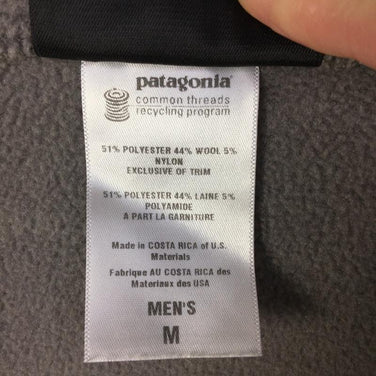 patagonia
common threads
recycling program
51% POLYESTER 44% WOOL 5%
NYLON
EXCLUSIVE OF TRIM
51% POLYESTER 44% LAINE 5%
POLYAMIDE
A PART LA GARNITURE
Made in COSTA RICA of U.S.
Materials
Fabrique AU COSTA RICA des
Materiaux des USA
MEN'S
M